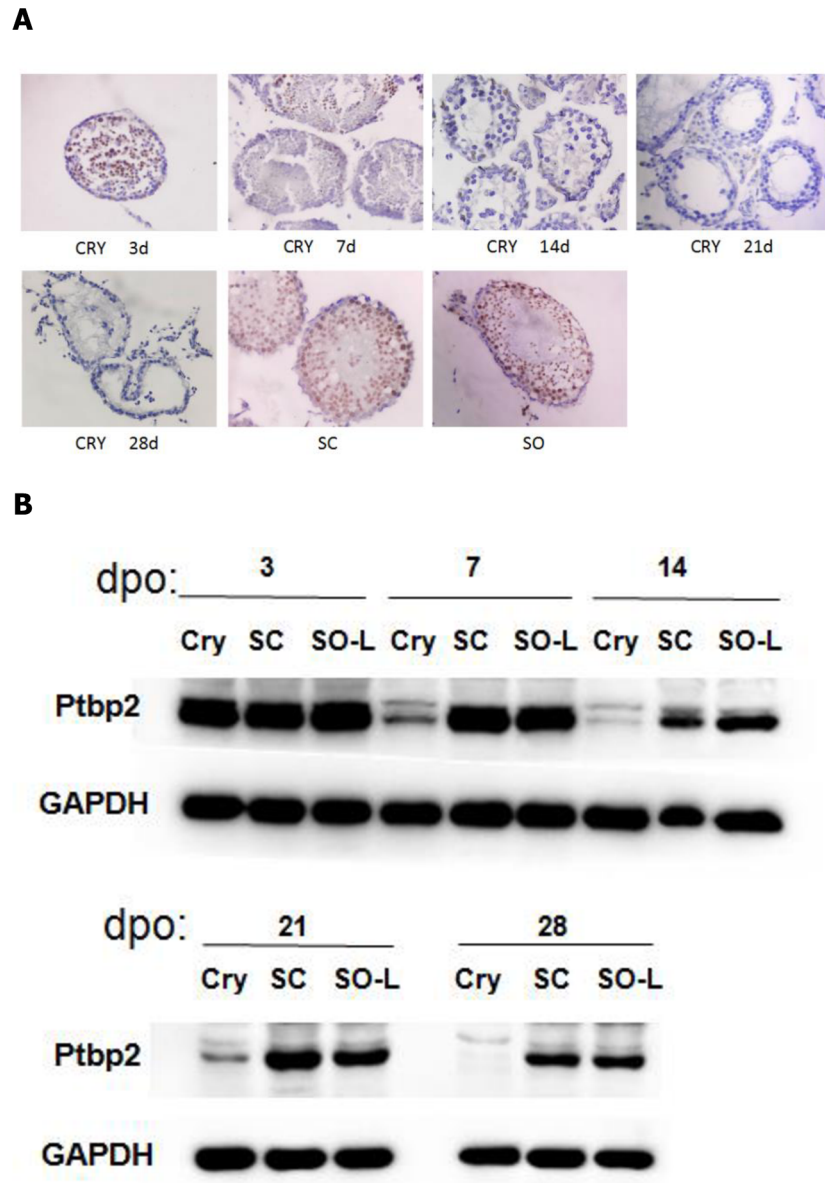 A
CRY 3d
CRY 7d
CRY 14d
CRY 21d
CRY 28d
SC
SO
B
dpo: 3 7 14
Cry SC SO-L Cry SC SO-L Cry SC SO-L
Ptbp2
GAPDH
dpo: 21 28
Cry SC SO-L Cry SC SO-L
Ptbp2
GAPDH